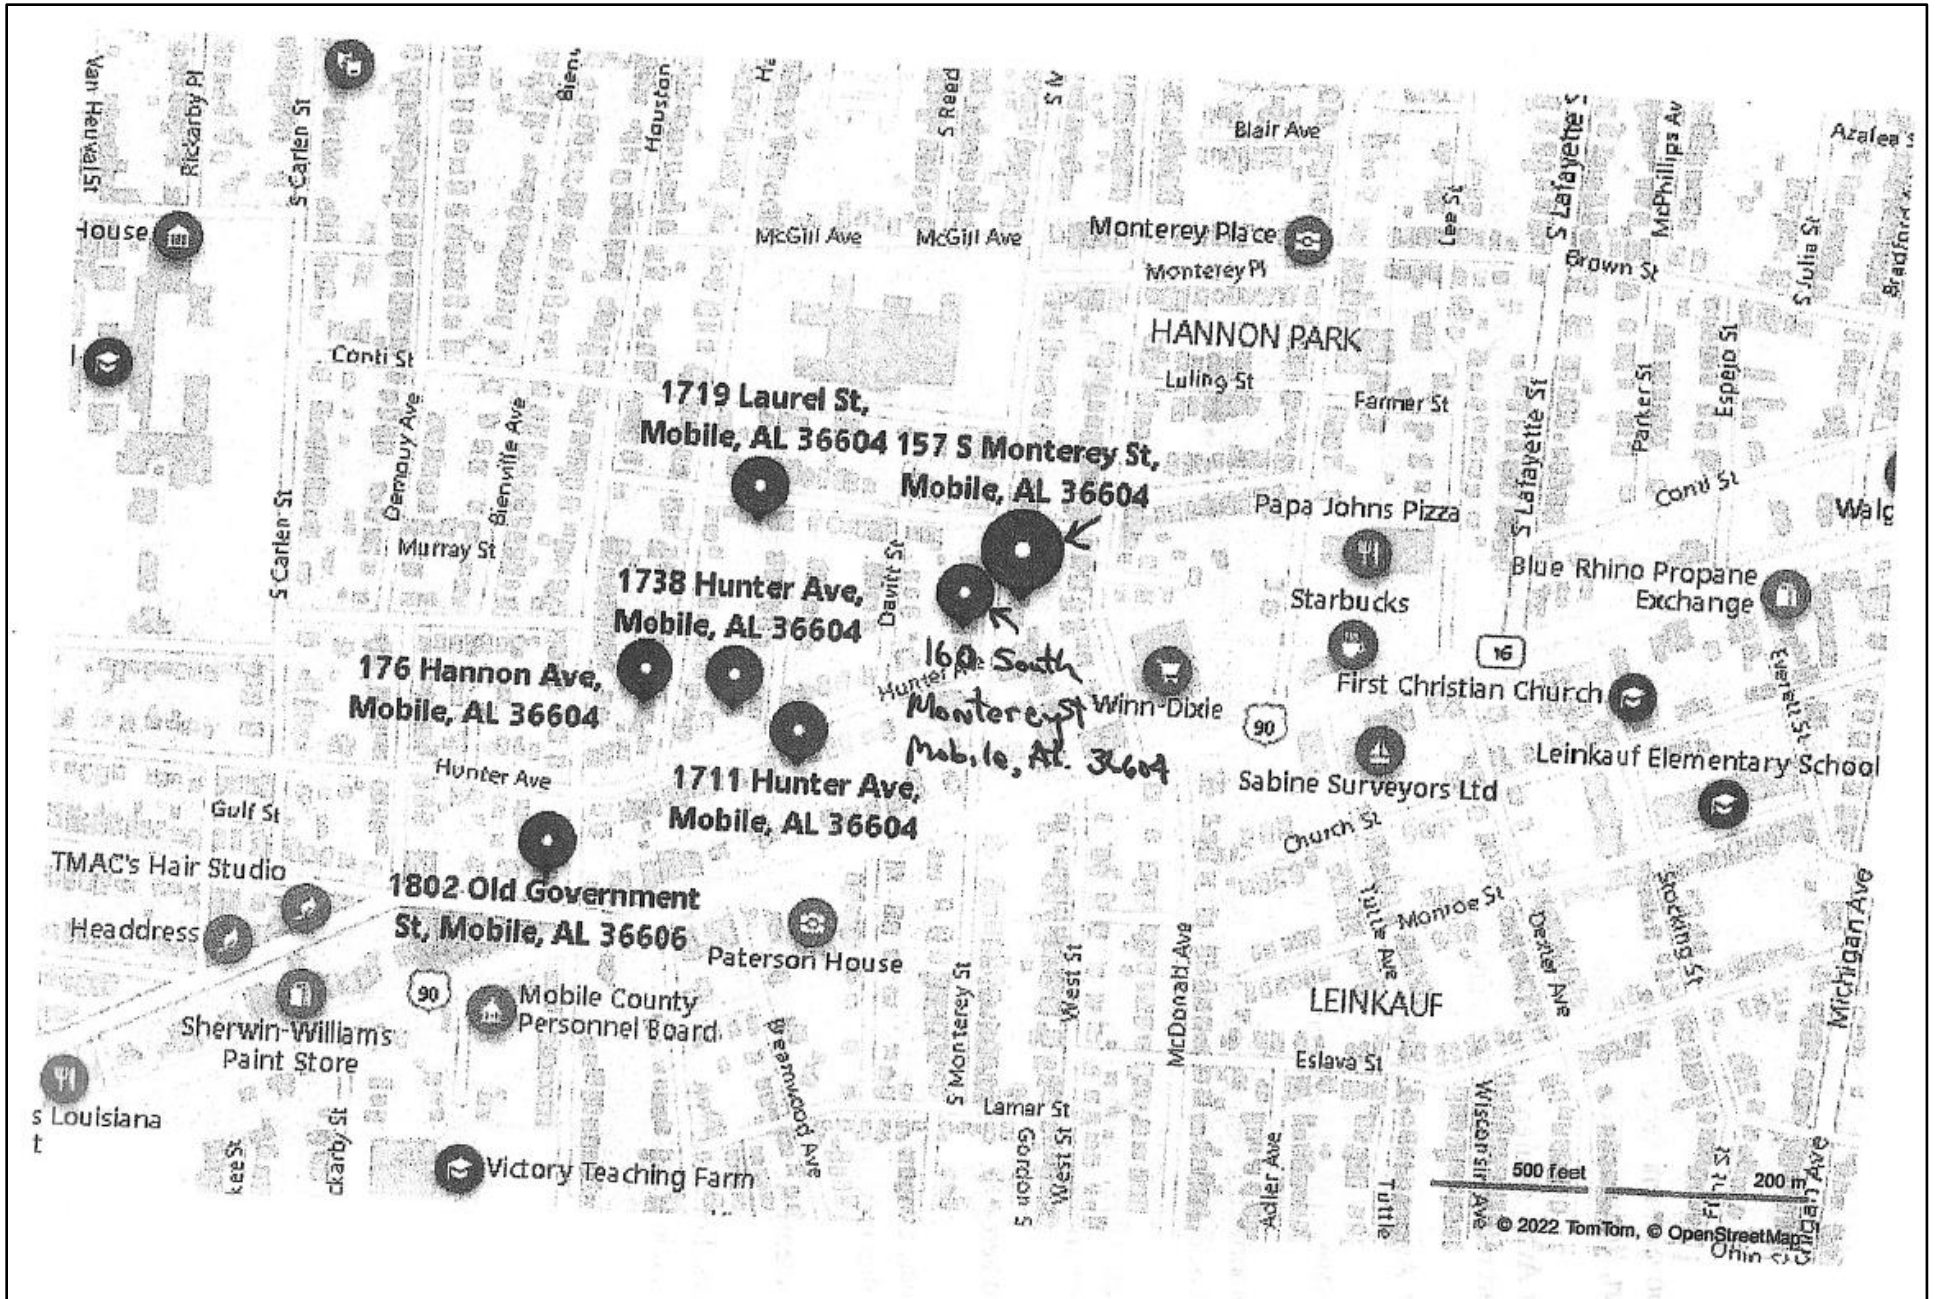 Van Heuval St
Rickarby Pl
S Carlen St
Houston
S Reed
Blair Ave
S Lafayette S
McPhillips Av
Azalea
House
McGill Ave
McGill Ave
Monterey Place
Monterey Pl
Lee St
Brown St
S Julia S
Bradford
HANNON PARK
Conti St
Luling St
Farmer St
Parker St
Espejo St
1719 Laurel St,
Mobile, AL 36604
157 S Monterey St,
Mobile, AL 36604
Demouy Ave
Bienville Ave
S Carlen St
Murray St
Papa Johns Pizza
S Lafayette St
Conti St
Walg
Davitt St
1738 Hunter Ave,
Mobile, AL 36604
Starbucks
Blue Rhino Propane
Exchange
16
176 Hannon Ave,
Mobile, AL 36604
160 South
Monterey St
Mobile, AL. 36604
Hunter Ave
Winn-Dixie
90
First Christian Church
Everett St
Hunter Ave
1711 Hunter Ave,
Mobile, AL 36604
Sabine Surveyors Ltd
Leinkauf Elementary School
Gulf St
Church St
TMAC's Hair Studio
1802 Old Government
St, Mobile, AL 36606
Headdress
Paterson House
Tuttle Ave
Monroe St
Dexter Ave
Michigan Ave
90
Mobile County
Personnel Board
S Monterey St
West St
McDonald Ave
LEINKAUF
Sherwin-Williams
Paint Store
Eslava St
s Louisiana
t
Lamar St
kee St
ckarby St
Victory Teaching Farm
Gordon S
West St
Adler Ave
Tuttle
Wisconsin Ave
500 feet
200 m
© 2022 TomTom, © OpenStreetMap
Ohio